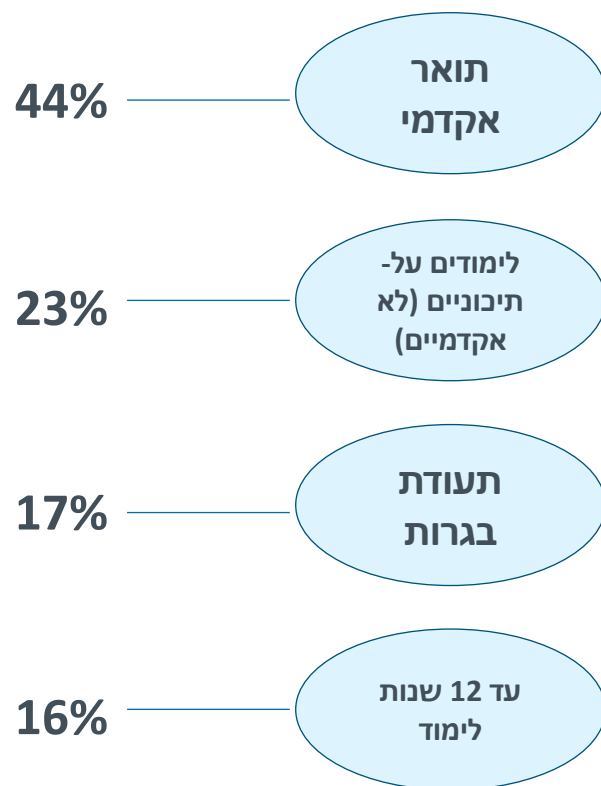 תואר
אקדמי
44%
לימודים על-
תיכוניים (לא
אקדמיים)
23%
תעודת
בגרות
17%
עד 12 שנות
לימוד
16%